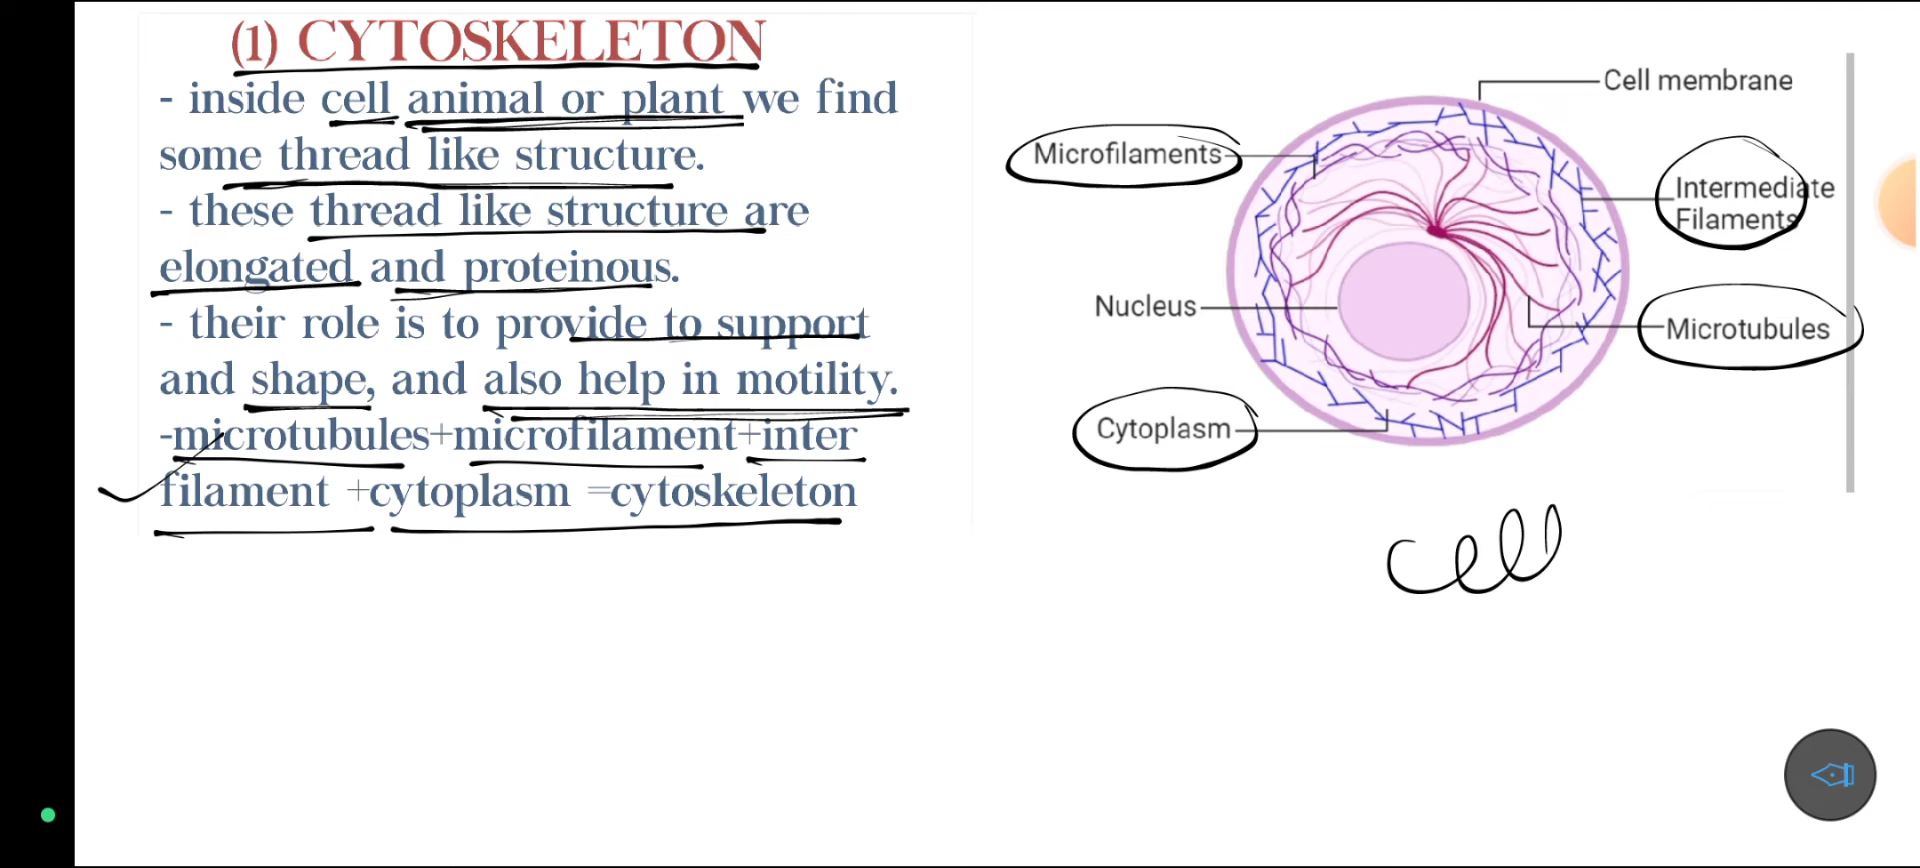 (1) CYTOSKELETON
- inside cell animal or plant we find
some thread like structure.
- these thread like structure are
elongated and proteinous.
- their role is to provide to support
and shape, and also help in motility.
-microtubules+microfilament+inter
filament +cytoplasm =cytoskeleton
Cell membrane
Microfilaments
Intermediate
Filaments
Nucleus
Microtubules
Cytoplasm
cell